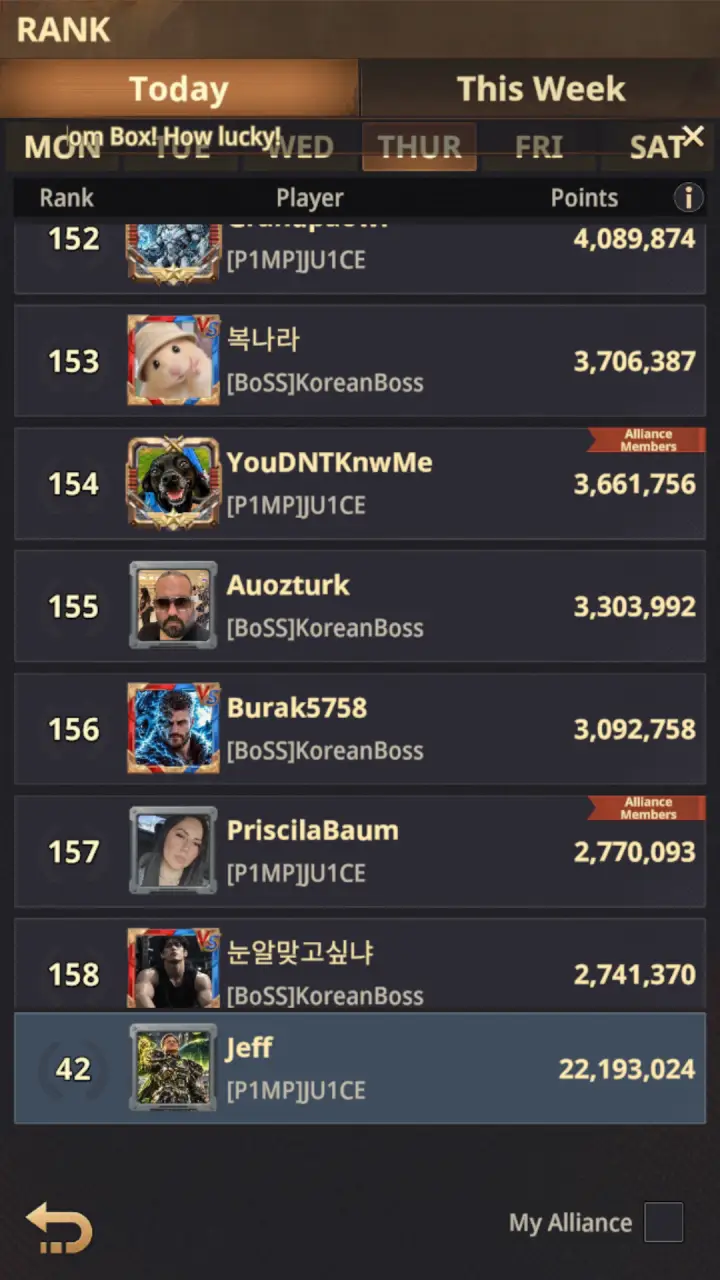 RANK
Today
This Week
om Box! How lucky!
MON
TUE
WED
THUR
FRI
SAT
Rank
Player
Points
152
[P1MP]JU1CE
4,089,874
153
복나라
[BoSS]KoreanBoss
3,706,387
Alliance
Members
154
YouDNTKnwMe
[P1MP]JU1CE
3,661,756
155
Auozturk
[BoSS]KoreanBoss
3,303,992
156
Burak5758
[BoSS]KoreanBoss
3,092,758
Alliance
Members
157
PriscilaBaum
[P1MP]JU1CE
2,770,093
158
눈알맞고싶냐
[BoSS]KoreanBoss
2,741,370
42
Jeff
[P1MP]JU1CE
22,193,024
My Alliance